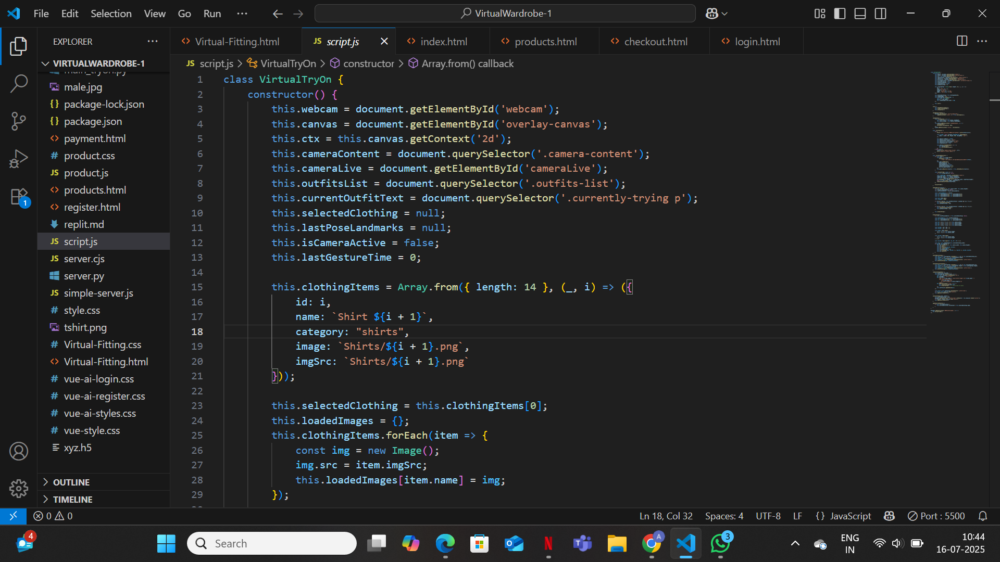 File Edit Selection View Go Run ···
VirtualWardrobe-1
EXPLORER ···
Virtual-Fitting.html
JS script.js
index.html
products.html
checkout.html
login.html
VIRTUALWARDROBE-1
JS script.js > VirtualTryOn > constructor > Array.from() callback
main_tryon.py
male.jpg
{} package-lock.json
{} package.json
<> payment.html
# product.css
JS product.js
<> products.html
<> register.html
replit.md
JS script.js
JS server.cjs
server.py
JS simple-server.js
# style.css
tshirt.png
# Virtual-Fitting.css
<> Virtual-Fitting.html
# vue-ai-login.css
# vue-ai-register.css
# vue-ai-styles.css
# vue-style.css
xyz.h5
OUTLINE
TIMELINE
1
1 class VirtualTryOn {
2 constructor() {
3 this.webcam = document.getElementById('webcam');
4 this.canvas = document.getElementById('overlay-canvas');
5 this.ctx = this.canvas.getContext('2d');
6 this.cameraContent = document.querySelector('.camera-content');
7 this.cameraLive = document.getElementById('cameraLive');
8 this.outfitsList = document.querySelector('.outfits-list');
9 this.currentOutfitText = document.querySelector('.currently-trying p');
10 this.selectedClothing = null;
11 this.lastPoseLandmarks = null;
12 this.isCameraActive = false;
13 this.lastGestureTime = 0;
14
15 this.clothingItems = Array.from({ length: 14 }, (_, i) => ({
16 id: i,
17 name: `Shirt ${i + 1}`,
18 category: "shirts",
19 image: `Shirts/${i + 1}.png`,
20 imgSrc: `Shirts/${i + 1}.png`
21 }));
22
23 this.selectedClothing = this.clothingItems[0];
24 this.loadedImages = {};
25 this.clothingItems.forEach(item => {
26 const img = new Image();
27 img.src = item.imgSrc;
28 this.loadedImages[item.name] = img;
29 });
0 0
Ln 18, Col 32 Spaces: 4 UTF-8 LF {} JavaScript Port : 5500
4
Search
A
3
ENG
IN
10:44
16-07-2025